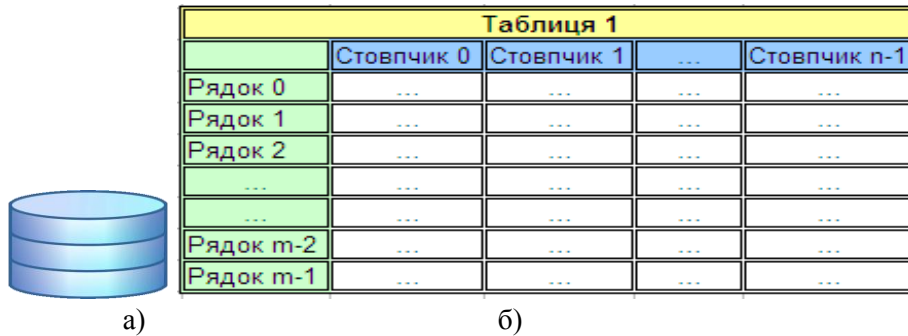 Таблиця 1
Стовпчик 0 Стовпчик 1 ... Стовпчик n-1
Рядок 0 ... ... ... ...
Рядок 1 ... ... ... ...
Рядок 2 ... ... ... ...
... ... ... ... ...
... ... ... ... ...
Рядок m-2 ... ... ... ...
Рядок m-1 ... ... ... ...
а) б)